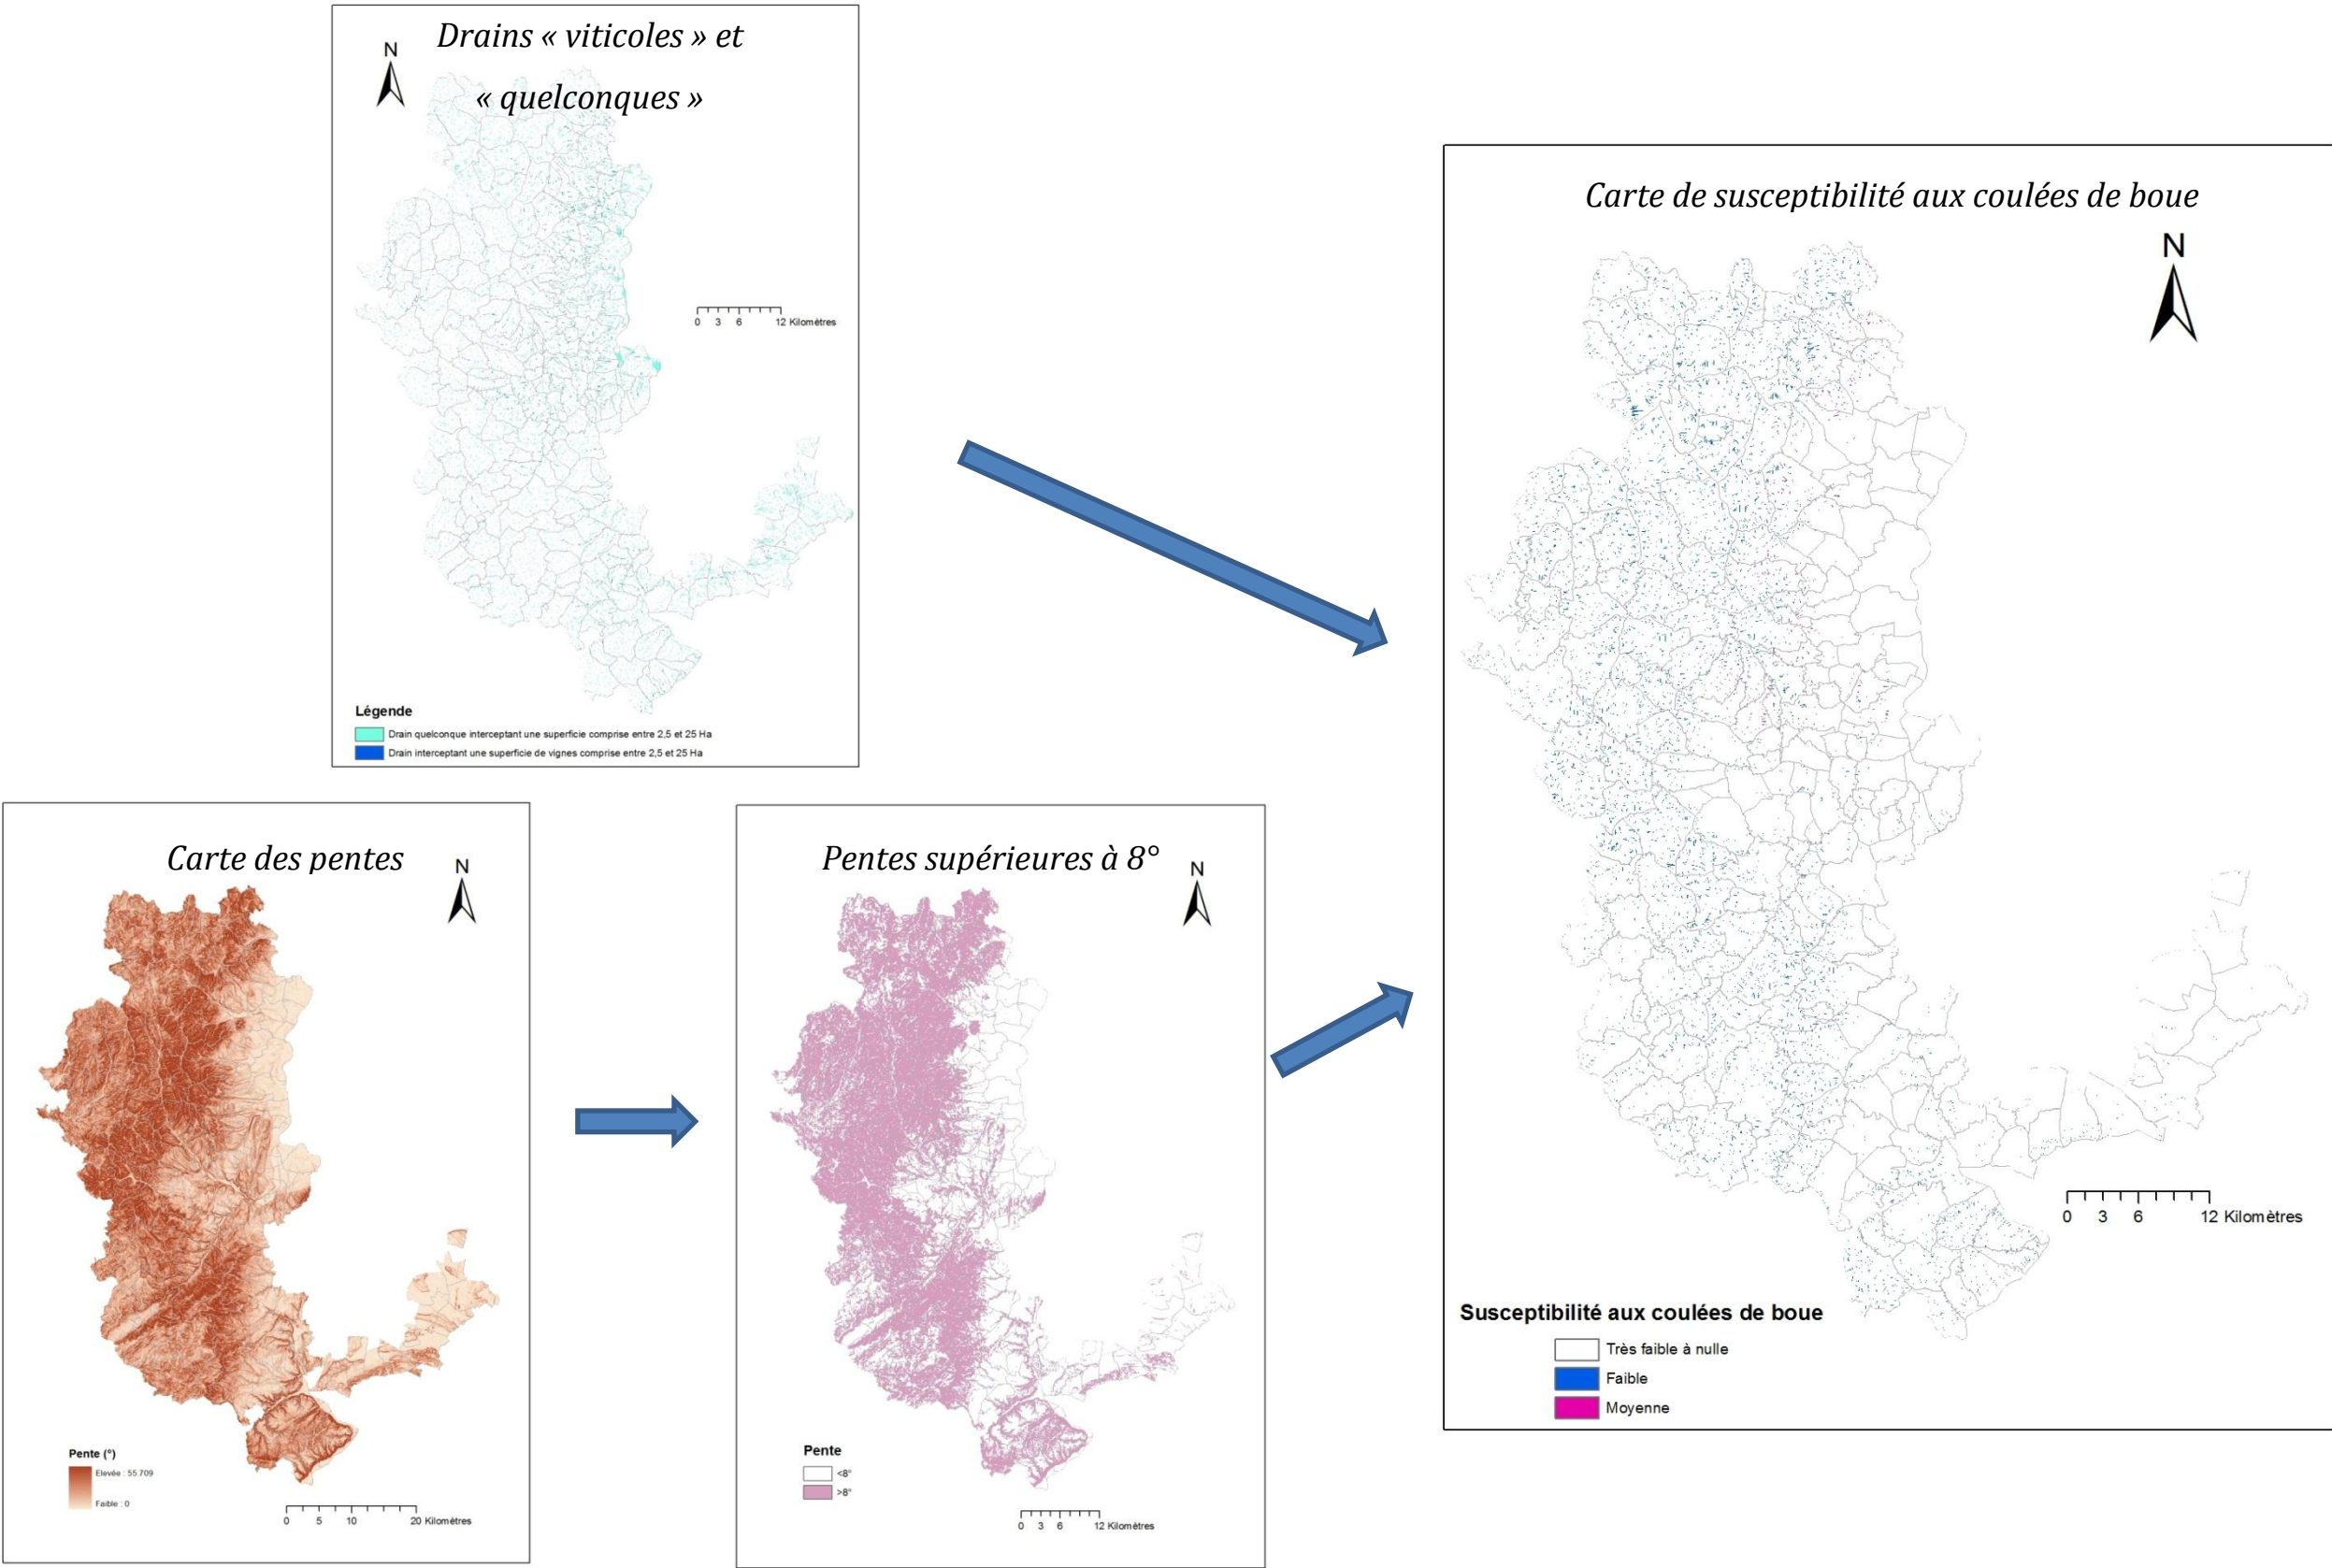 Drains « viticoles » et
« quelconques »
N
0 3 6 12 Kilomètres
Légende
Drain quelconque interceptant une superficie comprise entre 2,5 et 25 Ha
Drain interceptant une superficie de vignes comprise entre 2,5 et 25 Ha
Carte de susceptibilité aux coulées de boue
N
0 3 6 12 Kilomètres
Susceptibilité aux coulées de boue
Très faible à nulle
Faible
Moyenne
Carte des pentes
N
Pente (°)
Elevée : 55.709
Faible : 0
0 5 10 20 Kilomètres
Pentes supérieures à 8°
N
Pente
<8°
>8°
0 3 6 12 Kilomètres